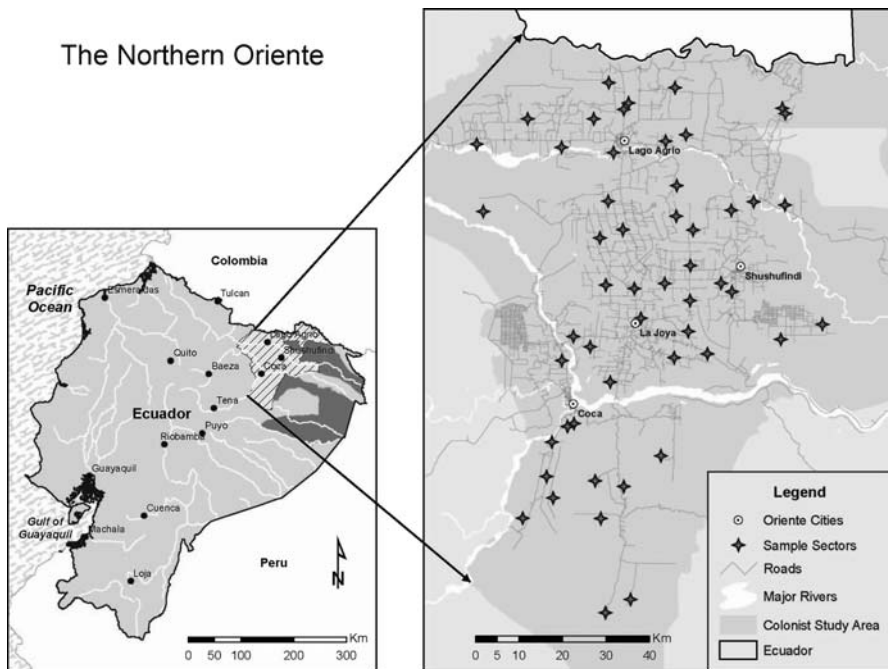 The Northern Oriente
Colombia
Pacific
Ocean
Esmeraldas
Tulcan
Lago Agrio
Shushufindi
Quito
Baeza
Coca
Ecuador
Tena
Puyo
Riobamba
Guayaquil
Gulf of
Guayaquil
Machala
Cuenca
Loja
Peru
N
Km
0 50 100 200 300
Lago Agrio
Shushufindi
La Joya
Coca
Km
0 5 10 20 30 40
Legend
Oriente Cities
Sample Sectors
Roads
Major Rivers
Colonist Study Area
Ecuador